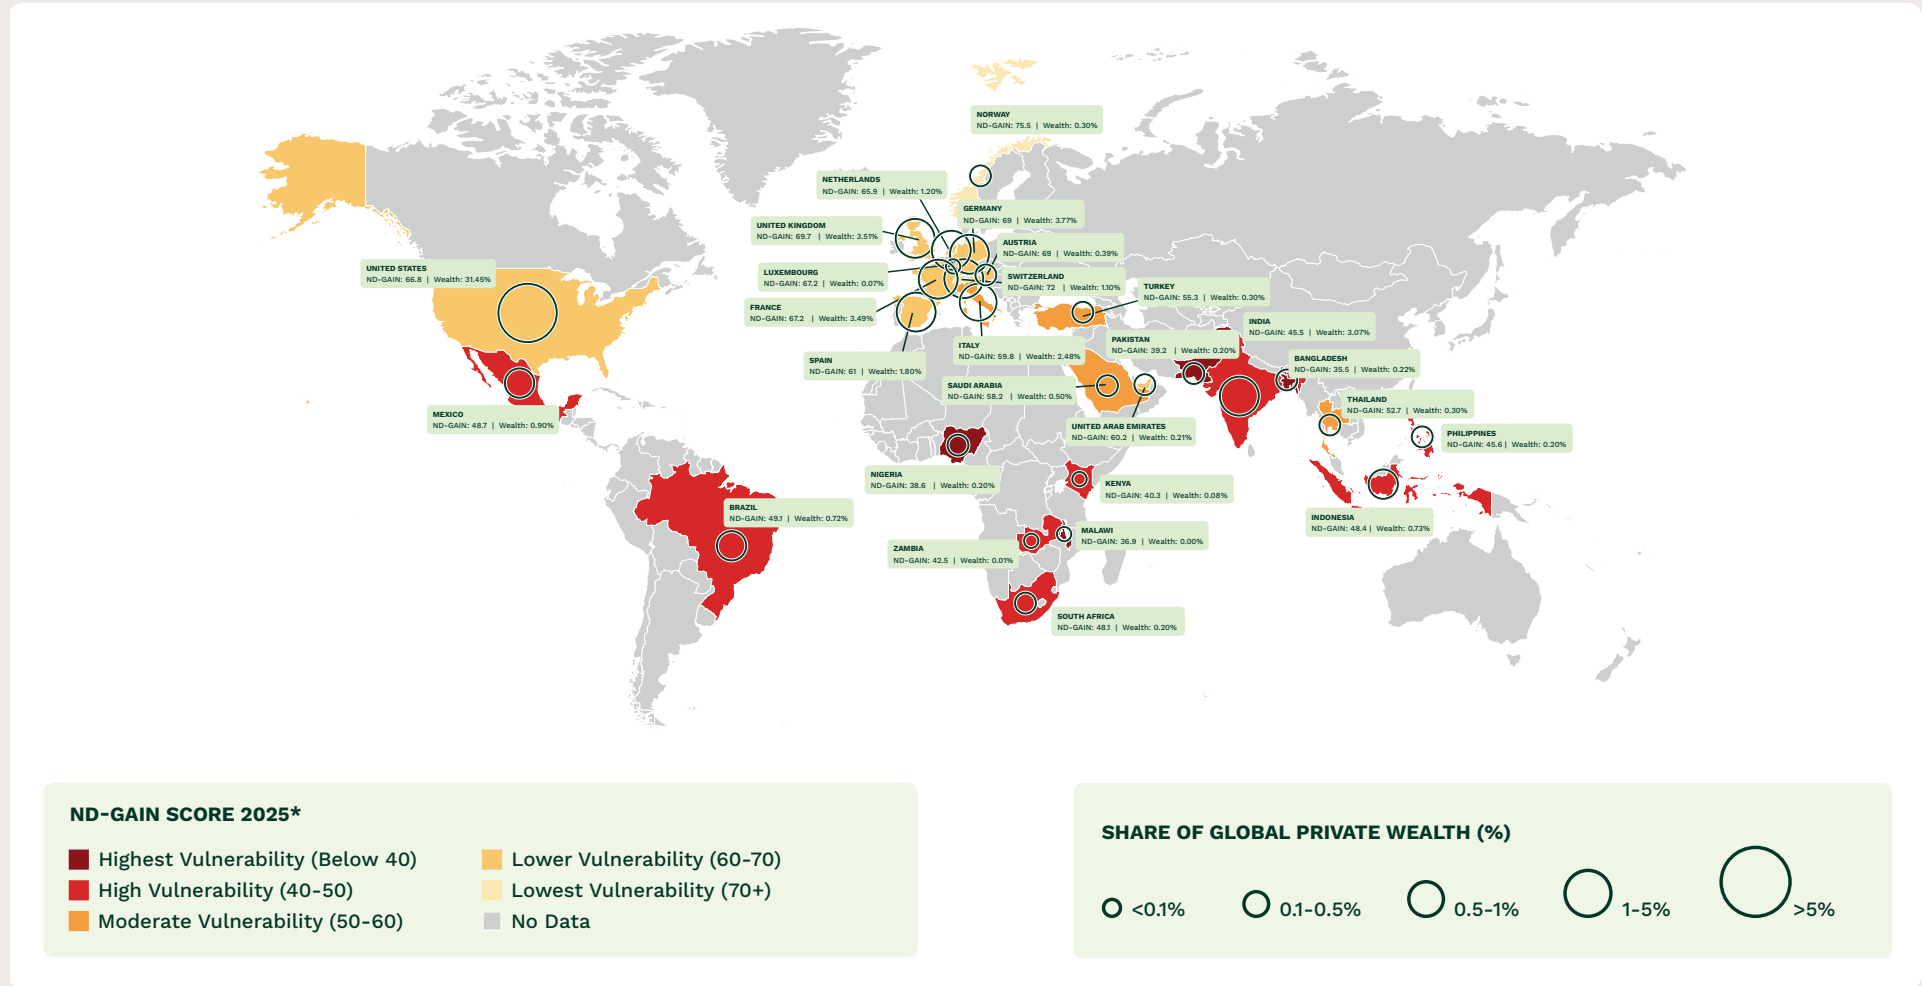 NORWAY
ND-GAIN: 75.5 | Wealth: 0.30%
NETHERLANDS
ND-GAIN: 65.9 | Wealth: 1.20%
GERMANY
ND-GAIN: 69 | Wealth: 3.77%
UNITED KINGDOM
ND-GAIN: 69.7 | Wealth: 3.51%
AUSTRIA
ND-GAIN: 69 | Wealth: 0.39%
UNITED STATES
ND-GAIN: 66.8 | Wealth: 31.45%
LUXEMBOURG
ND-GAIN: 67.2 | Wealth: 0.07%
SWITZERLAND
ND-GAIN: 72 | Wealth: 1.10%
TURKEY
ND-GAIN: 55.3 | Wealth: 0.30%
FRANCE
ND-GAIN: 67.2 | Wealth: 3.49%
INDIA
ND-GAIN: 45.5 | Wealth: 3.07%
ITALY
ND-GAIN: 59.8 | Wealth: 2.48%
PAKISTAN
ND-GAIN: 39.2 | Wealth: 0.20%
SPAIN
ND-GAIN: 61 | Wealth: 1.80%
BANGLADESH
ND-GAIN: 35.5 | Wealth: 0.22%
SAUDI ARABIA
ND-GAIN: 58.2 | Wealth: 0.50%
THAILAND
ND-GAIN: 52.7 | Wealth: 0.30%
MEXICO
ND-GAIN: 48.7 | Wealth: 0.90%
UNITED ARAB EMIRATES
ND-GAIN: 60.2 | Wealth: 0.21%
PHILIPPINES
ND-GAIN: 45.6 | Wealth: 0.20%
NIGERIA
ND-GAIN: 38.6 | Wealth: 0.20%
KENYA
ND-GAIN: 40.3 | Wealth: 0.08%
BRAZIL
ND-GAIN: 49.1 | Wealth: 0.72%
INDONESIA
ND-GAIN: 48.4 | Wealth: 0.73%
MALAWI
ND-GAIN: 36.9 | Wealth: 0.00%
ZAMBIA
ND-GAIN: 42.5 | Wealth: 0.01%
SOUTH AFRICA
ND-GAIN: 48.1 | Wealth: 0.20%
ND-GAIN SCORE 2025*
Highest Vulnerability (Below 40)
High Vulnerability (40-50)
Moderate Vulnerability (50-60)
Lower Vulnerability (60-70)
Lowest Vulnerability (70+)
No Data
SHARE OF GLOBAL PRIVATE WEALTH (%)
<0.1%
0.1-0.5%
0.5-1%
1-5%
>5%